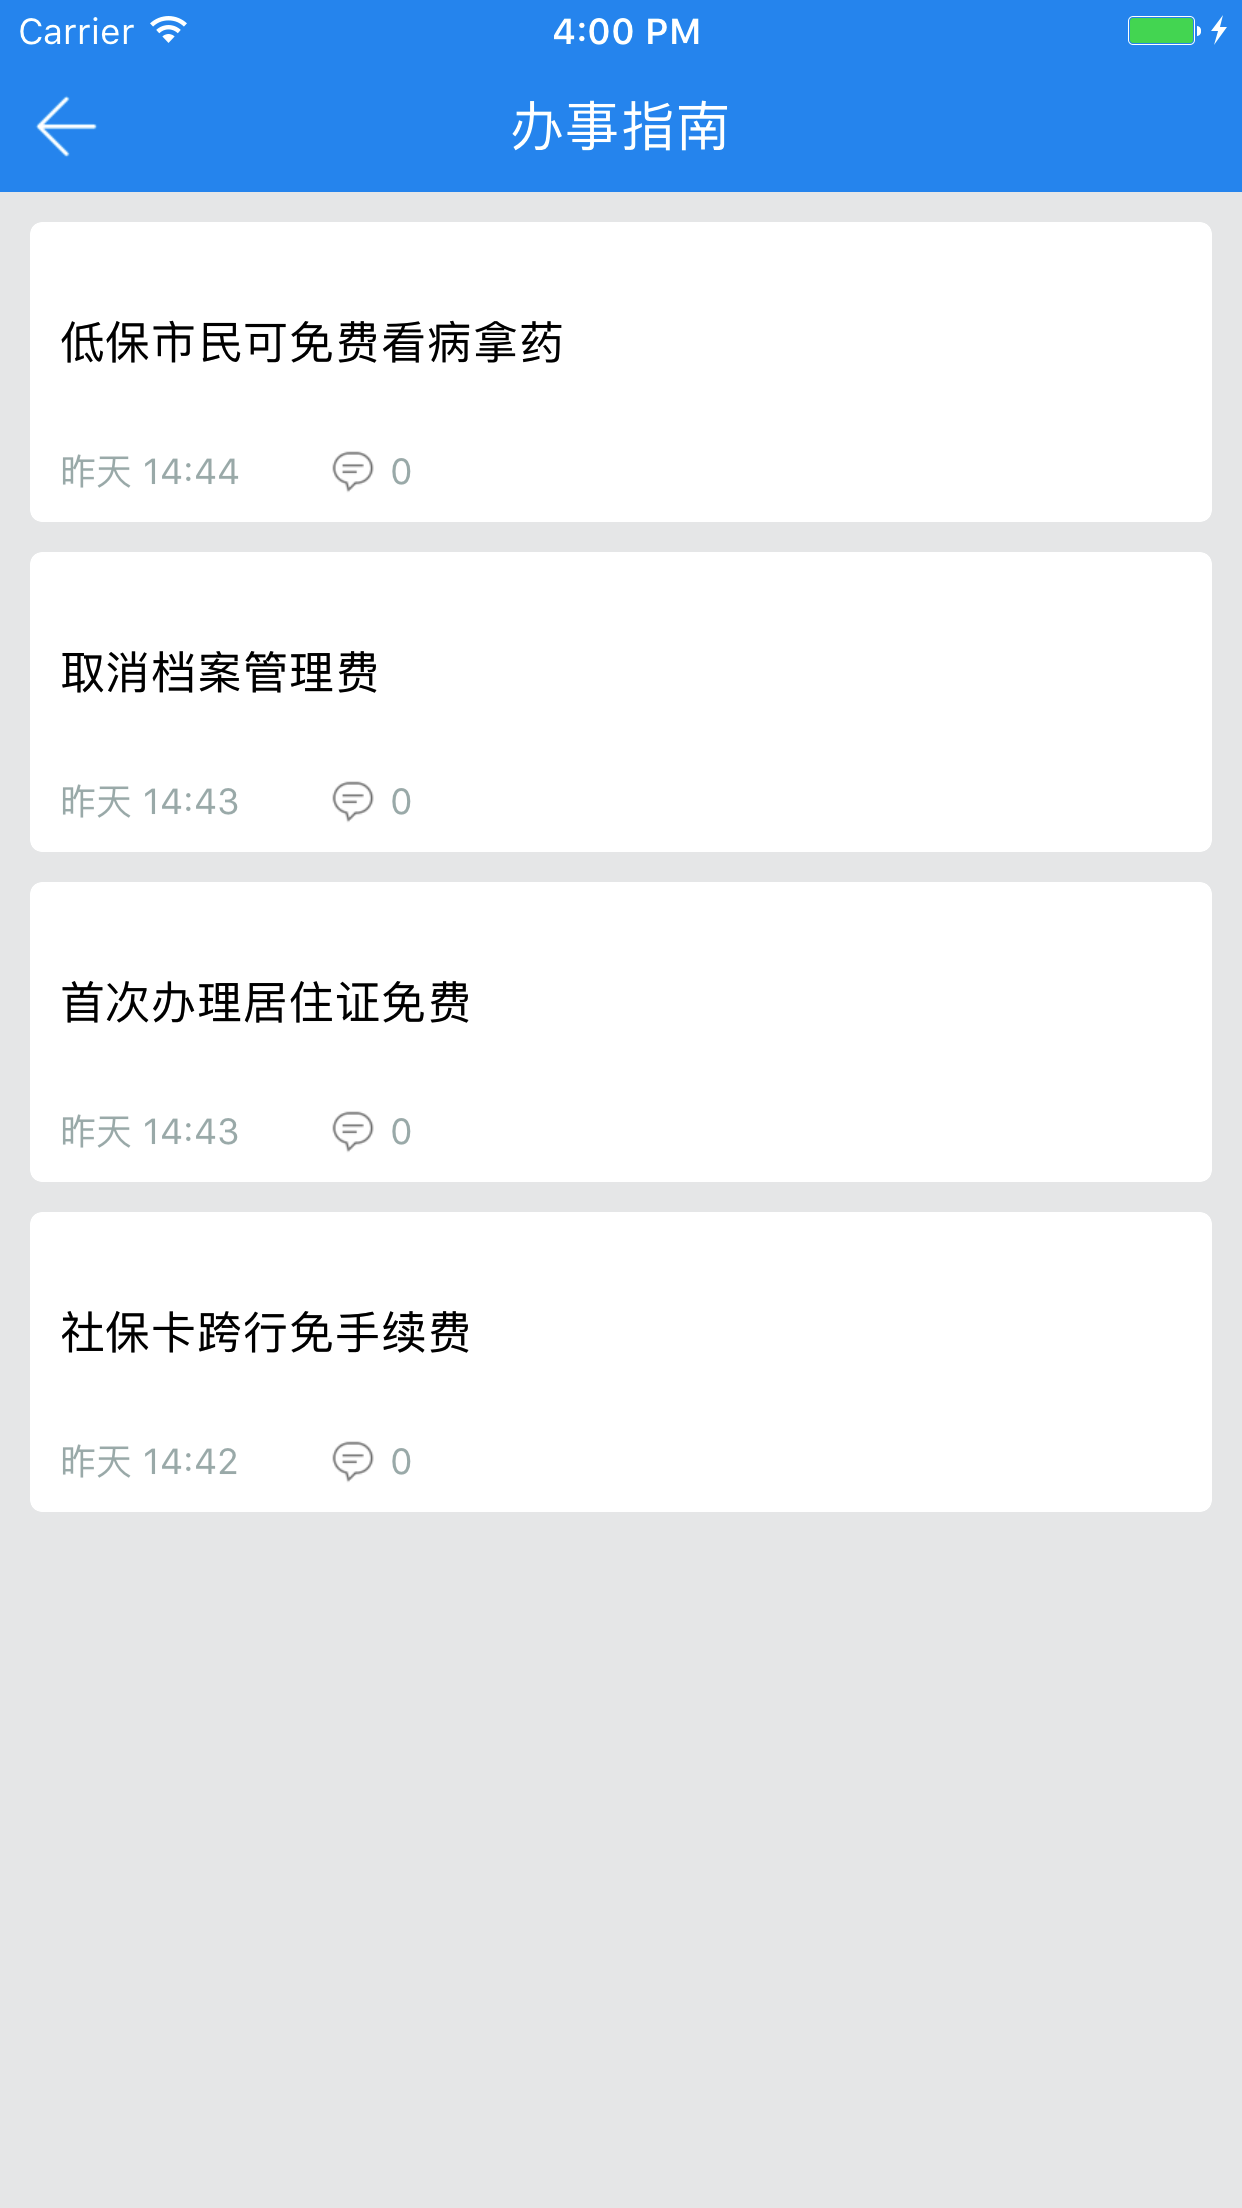 Carrier 4:00 PM
办事指南
低保市民可免费看病拿药
昨天 14:44 0
取消档案管理费
昨天 14:43 0
首次办理居住证免费
昨天 14:43 0
社保卡跨行免手续费
昨天 14:42 0